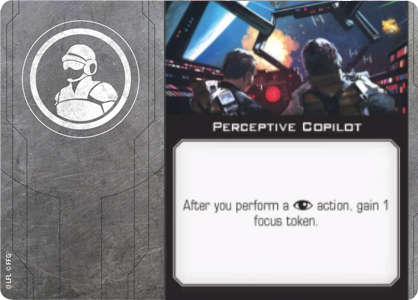 PERCEPTIVE COPILOT
After you perform a action, gain 1
focus token.
©LFL ©FFG